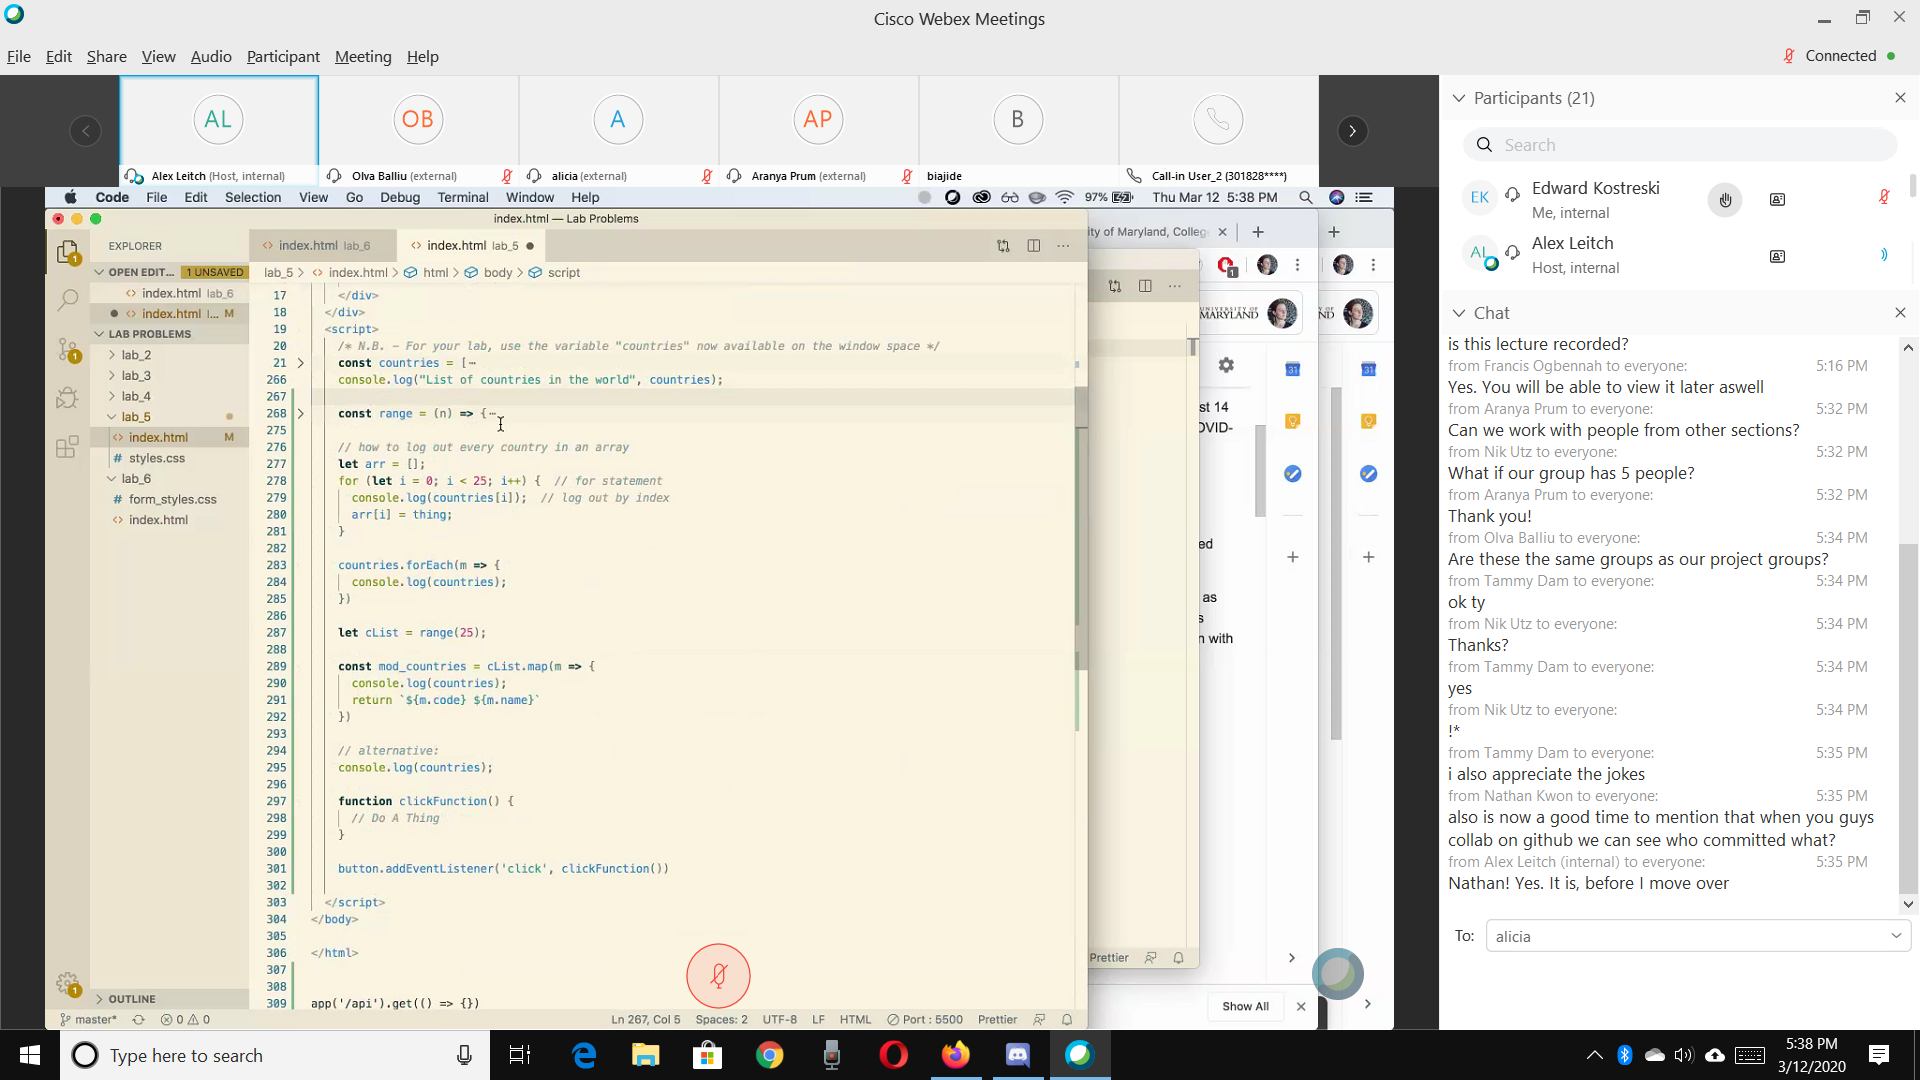 Cisco Webex Meetings
File Edit Share View Audio Participant Meeting Help
Connected
AL
OB
A
AP
B
Alex Leitch (Host, internal)
Olva Balliu (external)
alicia (external)
Aranya Prum (external)
biajide
Call-in User_2 (301828****)
Code File Edit Selection View Go Debug Terminal Window Help
97%
Thu Mar 12 5:38 PM
index.html — Lab Problems
EXPLORER
OPEN EDIT... 1 UNSAVED
index.html lab_6
index.html l... M
LAB PROBLEMS
lab_2
lab_3
lab_4
lab_5
index.html M
styles.css
lab_6
form_styles.css
index.html
OUTLINE
index.html lab_6
index.html lab_5
lab_5 > index.html > html > body > script
17 </div>
18 </div>
19 <script>
20 /* N.B. - For your lab, use the variable "countries" now available on the window space */
21 const countries = [
266 console.log("List of countries in the world", countries);
267
268 const range = (n) => {
275
276 // how to log out every country in an array
277 let arr = [];
278 for (let i = 0; i < 25; i++) { // for statement
279 console.log(countries[i]); // log out by index
280 arr[i] = thing;
281 }
282
283 countries.forEach(m => {
284 console.log(countries);
285 })
286
287 let cList = range(25);
288
289 const mod_countries = cList.map(m => {
290 console.log(countries);
291 return `${m.code} ${m.name}`
292 })
293
294 // alternative:
295 console.log(countries);
296
297 function clickFunction() {
298 // Do A Thing
299 }
300
301 button.addEventListener('click', clickFunction())
302
303 </script>
304 </body>
305
306 </html>
307
308
309 app('/api').get(() => {})
master* 0 0
Ln 267, Col 5 Spaces: 2 UTF-8 LF HTML Port : 5500 Prettier
ty of Maryland, Colleg
UNIVERSITY OF
MARYLAND
ND
st 14
OVID-
ed
as
s
n with
31
31
Prettier
Show All
Participants (21)
Search
EK
Edward Kostreski
Me, internal
AL
Alex Leitch
Host, internal
Chat
is this lecture recorded?
from Francis Ogbennah to everyone: 5:16 PM
Yes. You will be able to view it later aswell
from Aranya Prum to everyone: 5:32 PM
Can we work with people from other sections?
from Nik Utz to everyone: 5:32 PM
What if our group has 5 people?
from Aranya Prum to everyone: 5:32 PM
Thank you!
from Olva Balliu to everyone: 5:34 PM
Are these the same groups as our project groups?
from Tammy Dam to everyone: 5:34 PM
ok ty
from Nik Utz to everyone: 5:34 PM
Thanks?
from Tammy Dam to everyone: 5:34 PM
yes
from Nik Utz to everyone: 5:34 PM
!*
from Tammy Dam to everyone: 5:35 PM
i also appreciate the jokes
from Nathan Kwon to everyone: 5:35 PM
also is now a good time to mention that when you guys
collab on github we can see who committed what?
from Alex Leitch (internal) to everyone: 5:35 PM
Nathan! Yes. It is, before I move over
To: alicia
Type here to search
5:38 PM
3/12/2020